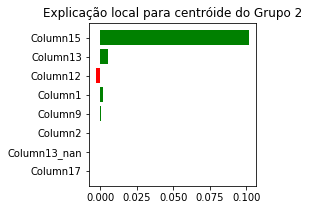 Explicação local para centróide do Grupo 2
Column15
Column13
Column12
Column1
Column9
Column2
Column13_nan
Column17
0.000 0.025 0.050 0.075 0.100